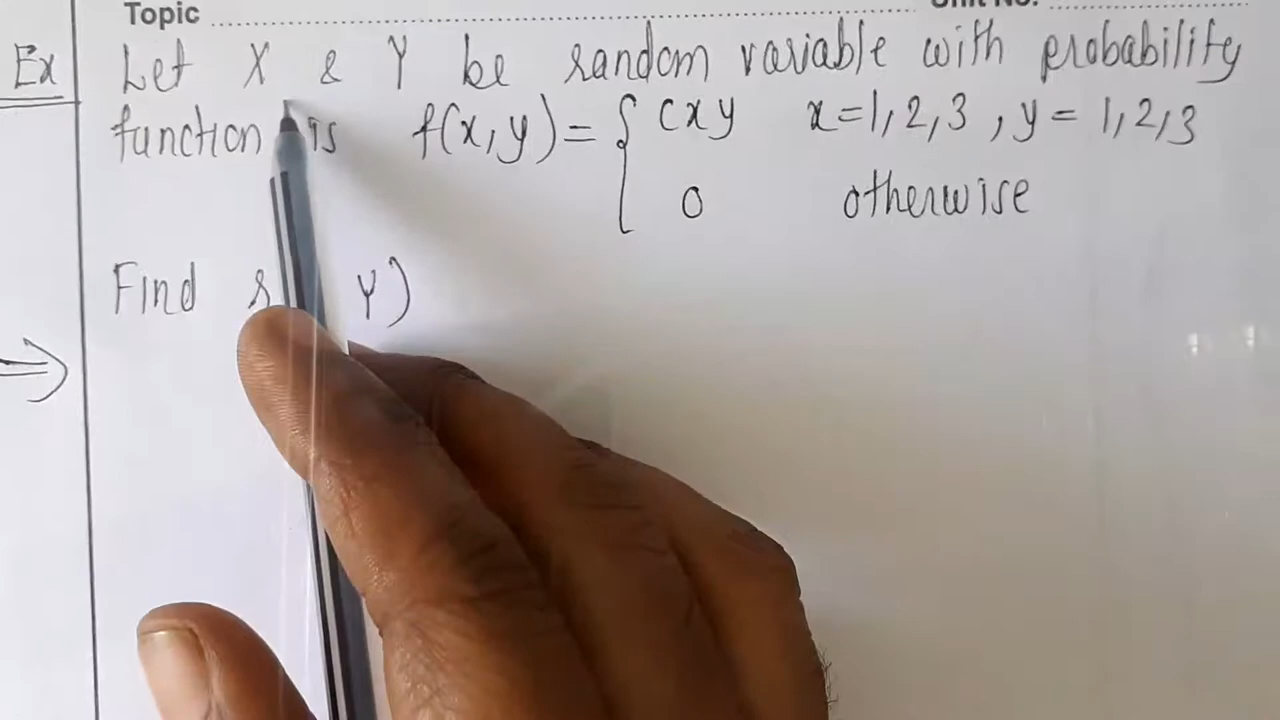 Topic
Ex Let X & Y be random variable with probability
function is f(x,y) = { cxy x=1,2,3 , y = 1,2,3
0 otherwise
Find Y)